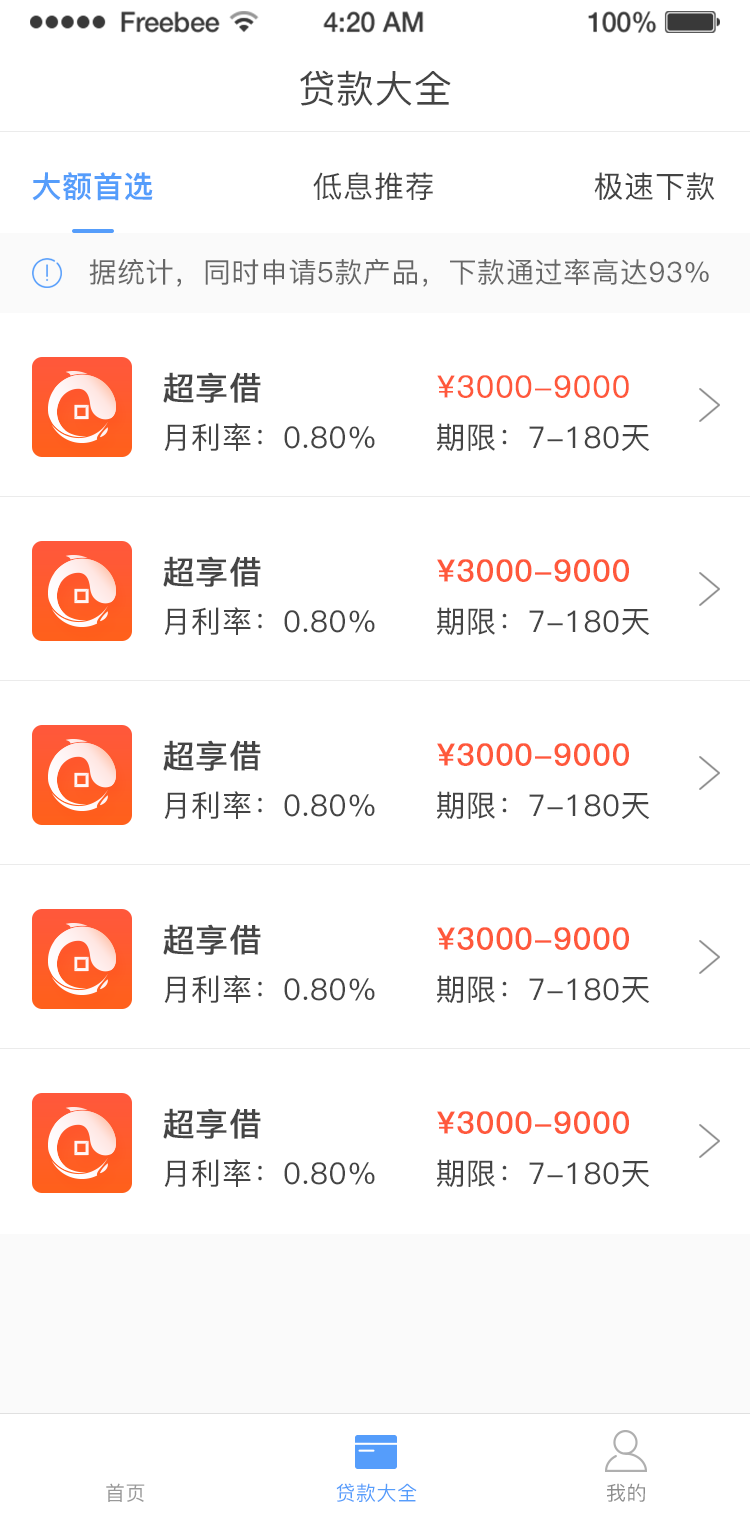 ●●●●● Freebee 4:20 AM 100%
贷款大全
大额首选 低息推荐 极速下款
据统计，同时申请5款产品，下款通过率高达93%
超享借 ¥3000–9000
月利率：0.80% 期限：7–180天
超享借 ¥3000–9000
月利率：0.80% 期限：7–180天
超享借 ¥3000–9000
月利率：0.80% 期限：7–180天
超享借 ¥3000–9000
月利率：0.80% 期限：7–180天
超享借 ¥3000–9000
月利率：0.80% 期限：7–180天
首页 贷款大全 我的